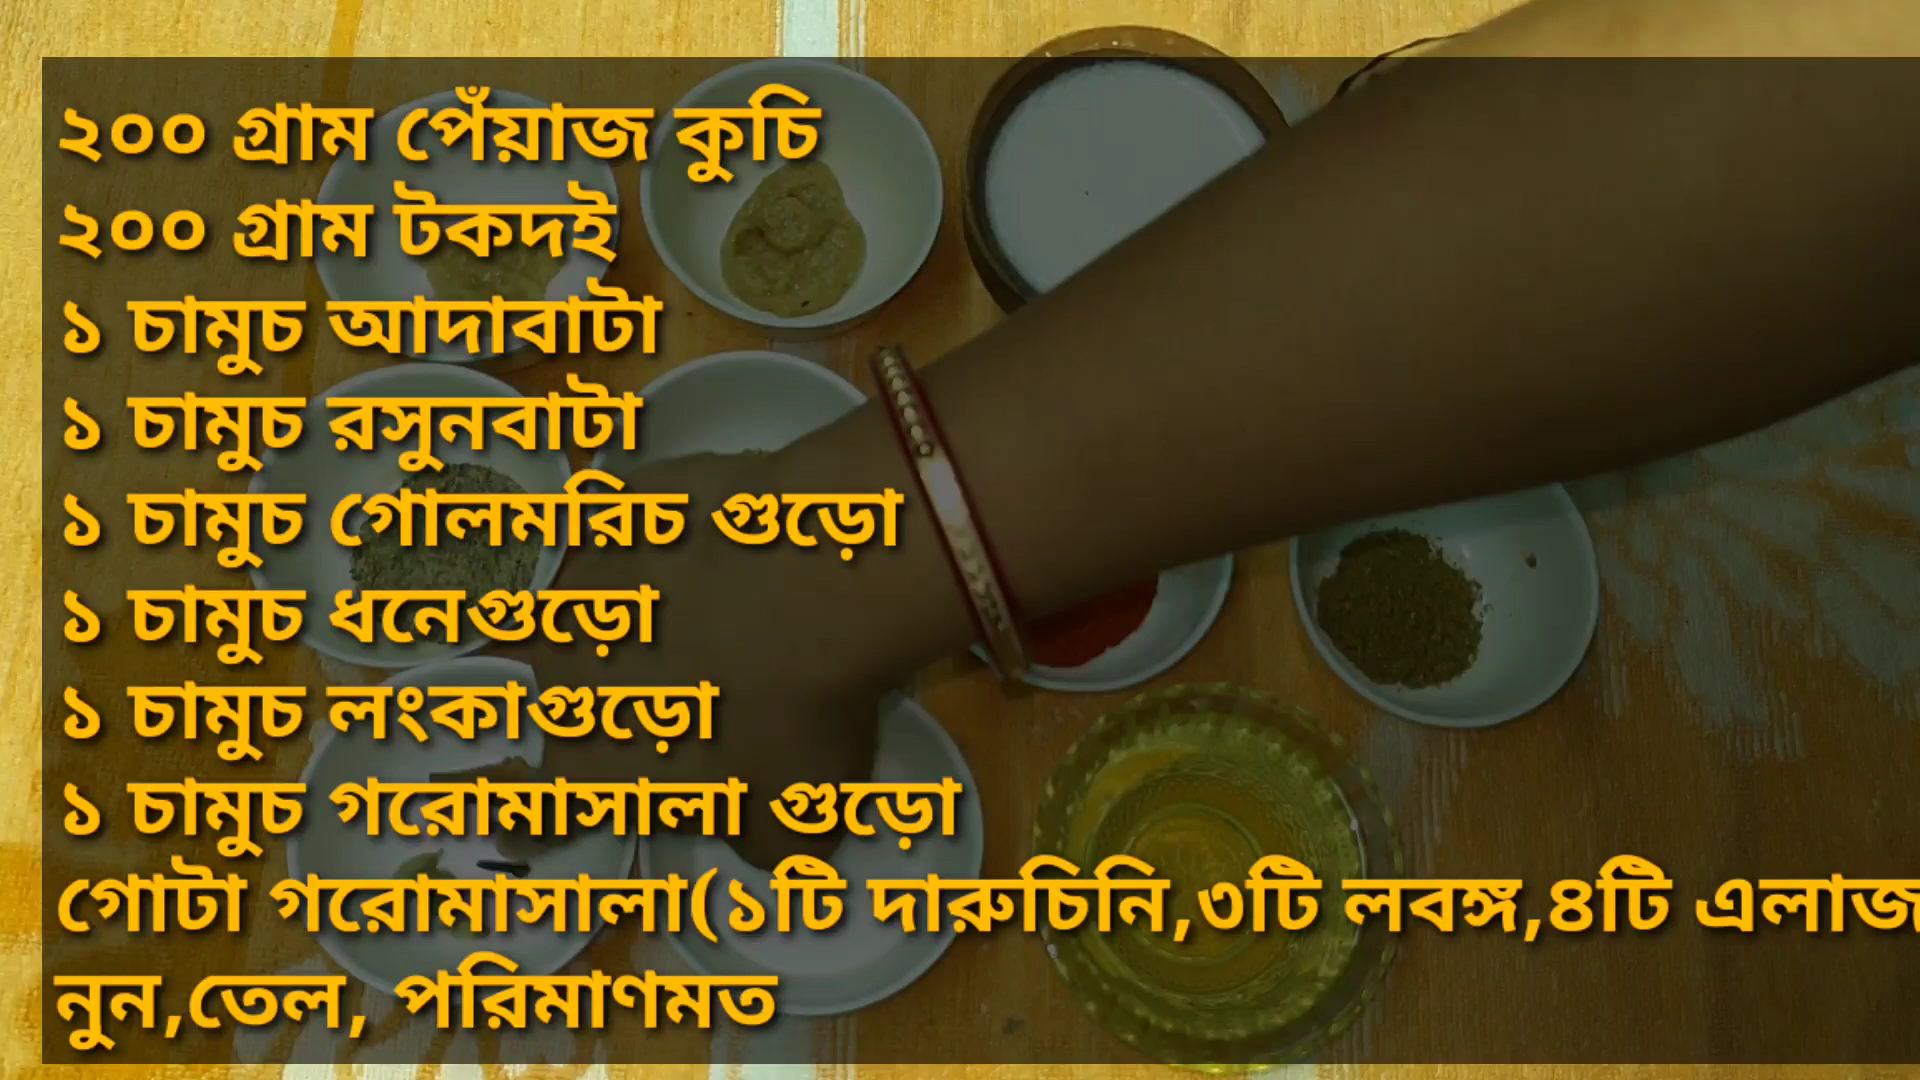 ২০০ গ্রাম পেঁয়াজ কুচি
২০০ গ্রাম টকদই
১ চামুচ আদাবাটা
১ চামুচ রসুনবাটা
১ চামুচ গোলমরিচ গুড়ো
১ চামুচ ধনেগুড়ো
১ চামুচ লংকাগুড়ো
১ চামুচ গরোমাসালা গুড়ো
গোটা গরোমাসালা(১টি দারুচিনি,৩টি লবঙ্গ,৪টি
নুন,তেল, পরিমাণমত